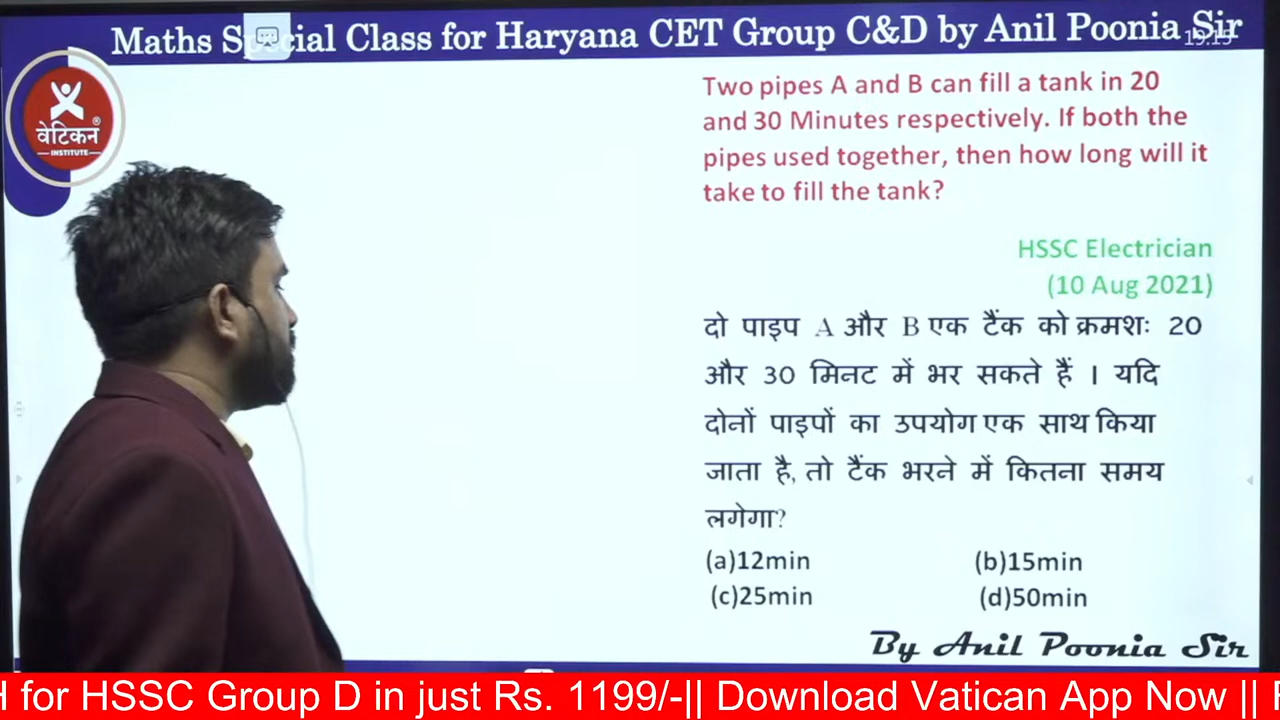 Maths Special Class for Haryana CET Group C&D by Anil Poonia Sir
19:15
वेटिकन
INSTITUTE
Two pipes A and B can fill a tank in 20
and 30 Minutes respectively. If both the
pipes used together, then how long will it
take to fill the tank?
HSSC Electrician
(10 Aug 2021)
दो पाइप A और B एक टैंक को क्रमशः 20
और 30 मिनट में भर सकते हैं । यदि
दोनों पाइपों का उपयोग एक साथ किया
जाता है, तो टैंक भरने में कितना समय
लगेगा?
(a)12min (b)15min
(c)25min (d)50min
By Anil Poonia Sir
for HSSC Group D in just Rs. 1199/-|| Download Vatican App Now ||